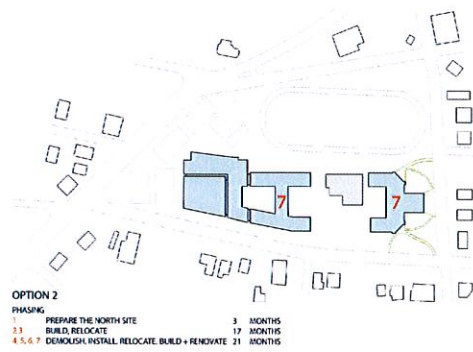 7
7
OPTION 2
PHASING
1 PREPARE THE NORTH SITE 3 MONTHS
2.3 BUILD, RELOCATE 17 MONTHS
4, 5, 6, 7 DEMOLISH, INSTALL, RELOCATE, BUILD + RENOVATE 21 MONTHS